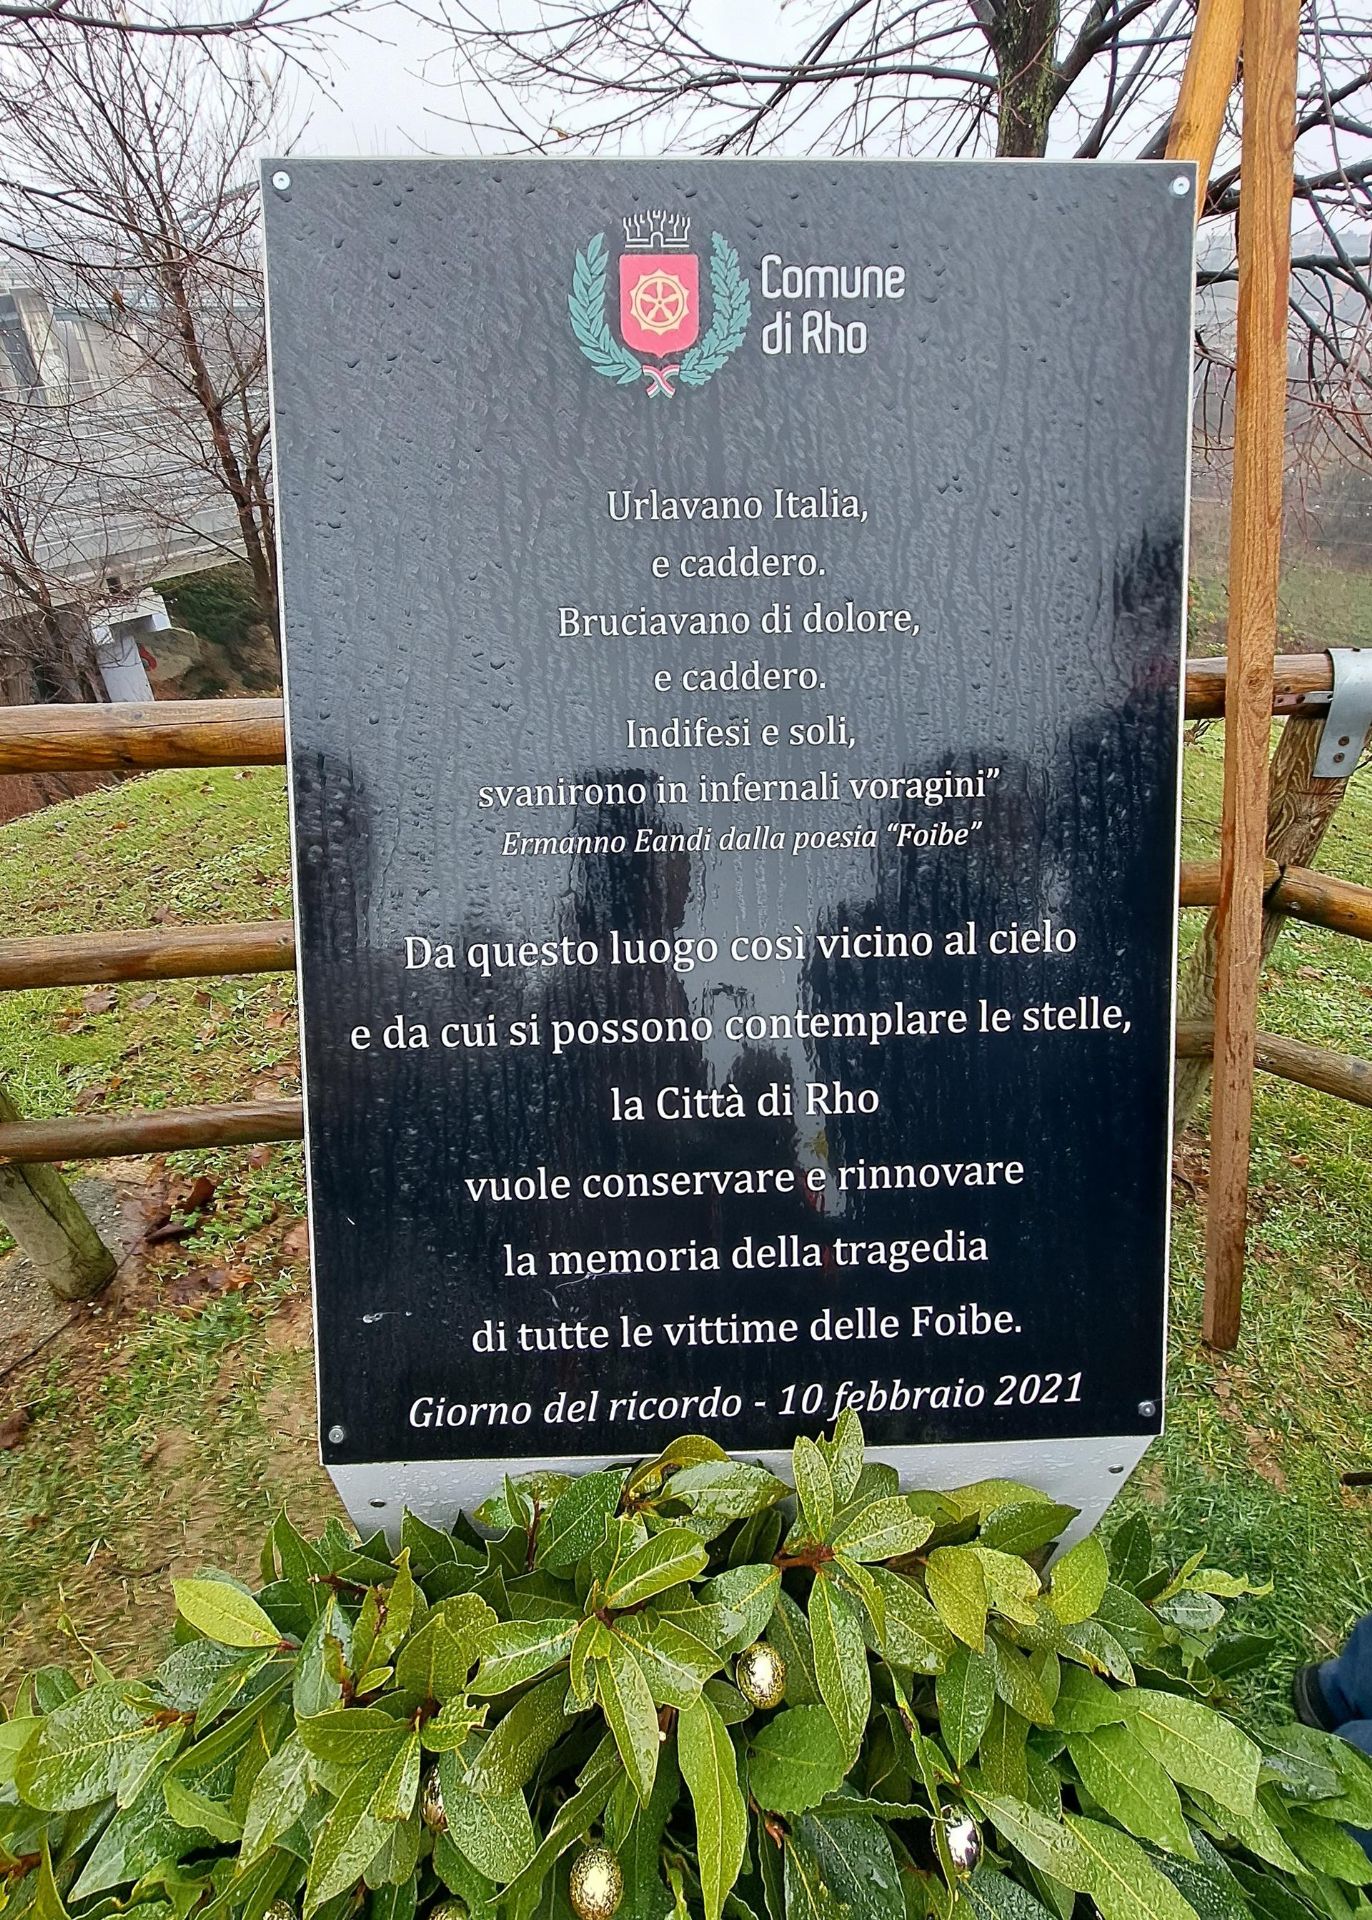 Comune
di Rho
Urlavano Italia,
e caddero.
Bruciavano di dolore,
e caddero.
Indifesi e soli,
svanirono in infernali voragini”
Ermanno Eandi dalla poesia “Foibe”
Da questo luogo così vicino al cielo
e da cui si possono contemplare le stelle,
la Città di Rho
vuole conservare e rinnovare
la memoria della tragedia
di tutte le vittime delle Foibe.
Giorno del ricordo - 10 febbraio 2021